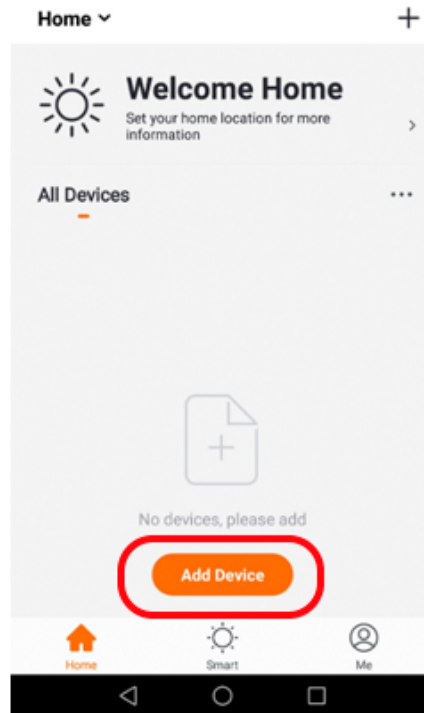 Home
Welcome Home
Set your home location for more
information
All Devices
No devices, please add
Add Device
Home
Smart
Me